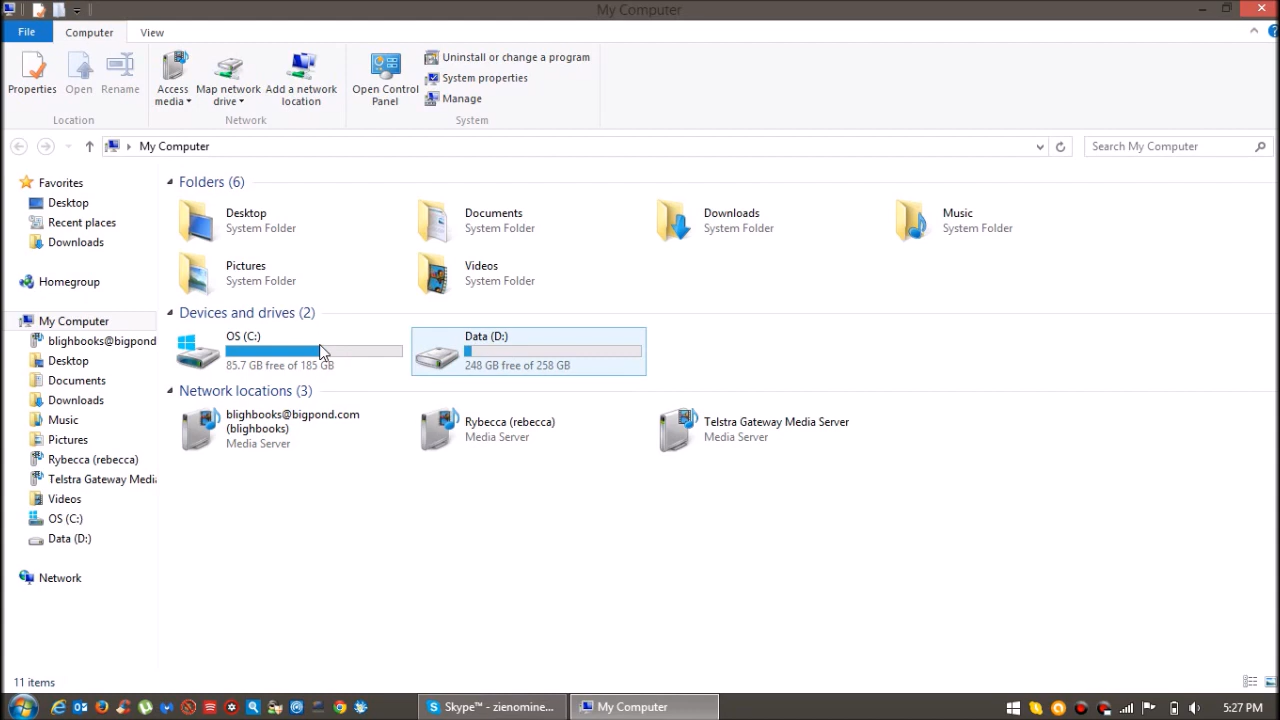 My Computer
File Computer View
Properties Open Rename Access media Map network drive Add a network location Open Control Panel Uninstall or change a program
System properties
Manage
Location Network System
My Computer Search My Computer
Favorites
Desktop
Recent places
Downloads
Homegroup
My Computer
blighbooks@bigpond
Desktop
Documents
Downloads
Music
Pictures
Rybecca (rebecca)
Telstra Gateway Medi
Videos
OS (C:)
Data (D:)
Network
Folders (6)
Desktop
System Folder
Documents
System Folder
Downloads
System Folder
Music
System Folder
Pictures
System Folder
Videos
System Folder
Devices and drives (2)
OS (C:)
85.7 GB free of 185 GB
Data (D:)
248 GB free of 258 GB
Network locations (3)
blighbooks@bigpond.com
(blighbooks)
Media Server
Rybecca (rebecca)
Media Server
Telstra Gateway Media Server
Media Server
11 items
Skype™ - zienomine...
My Computer
5:27 PM